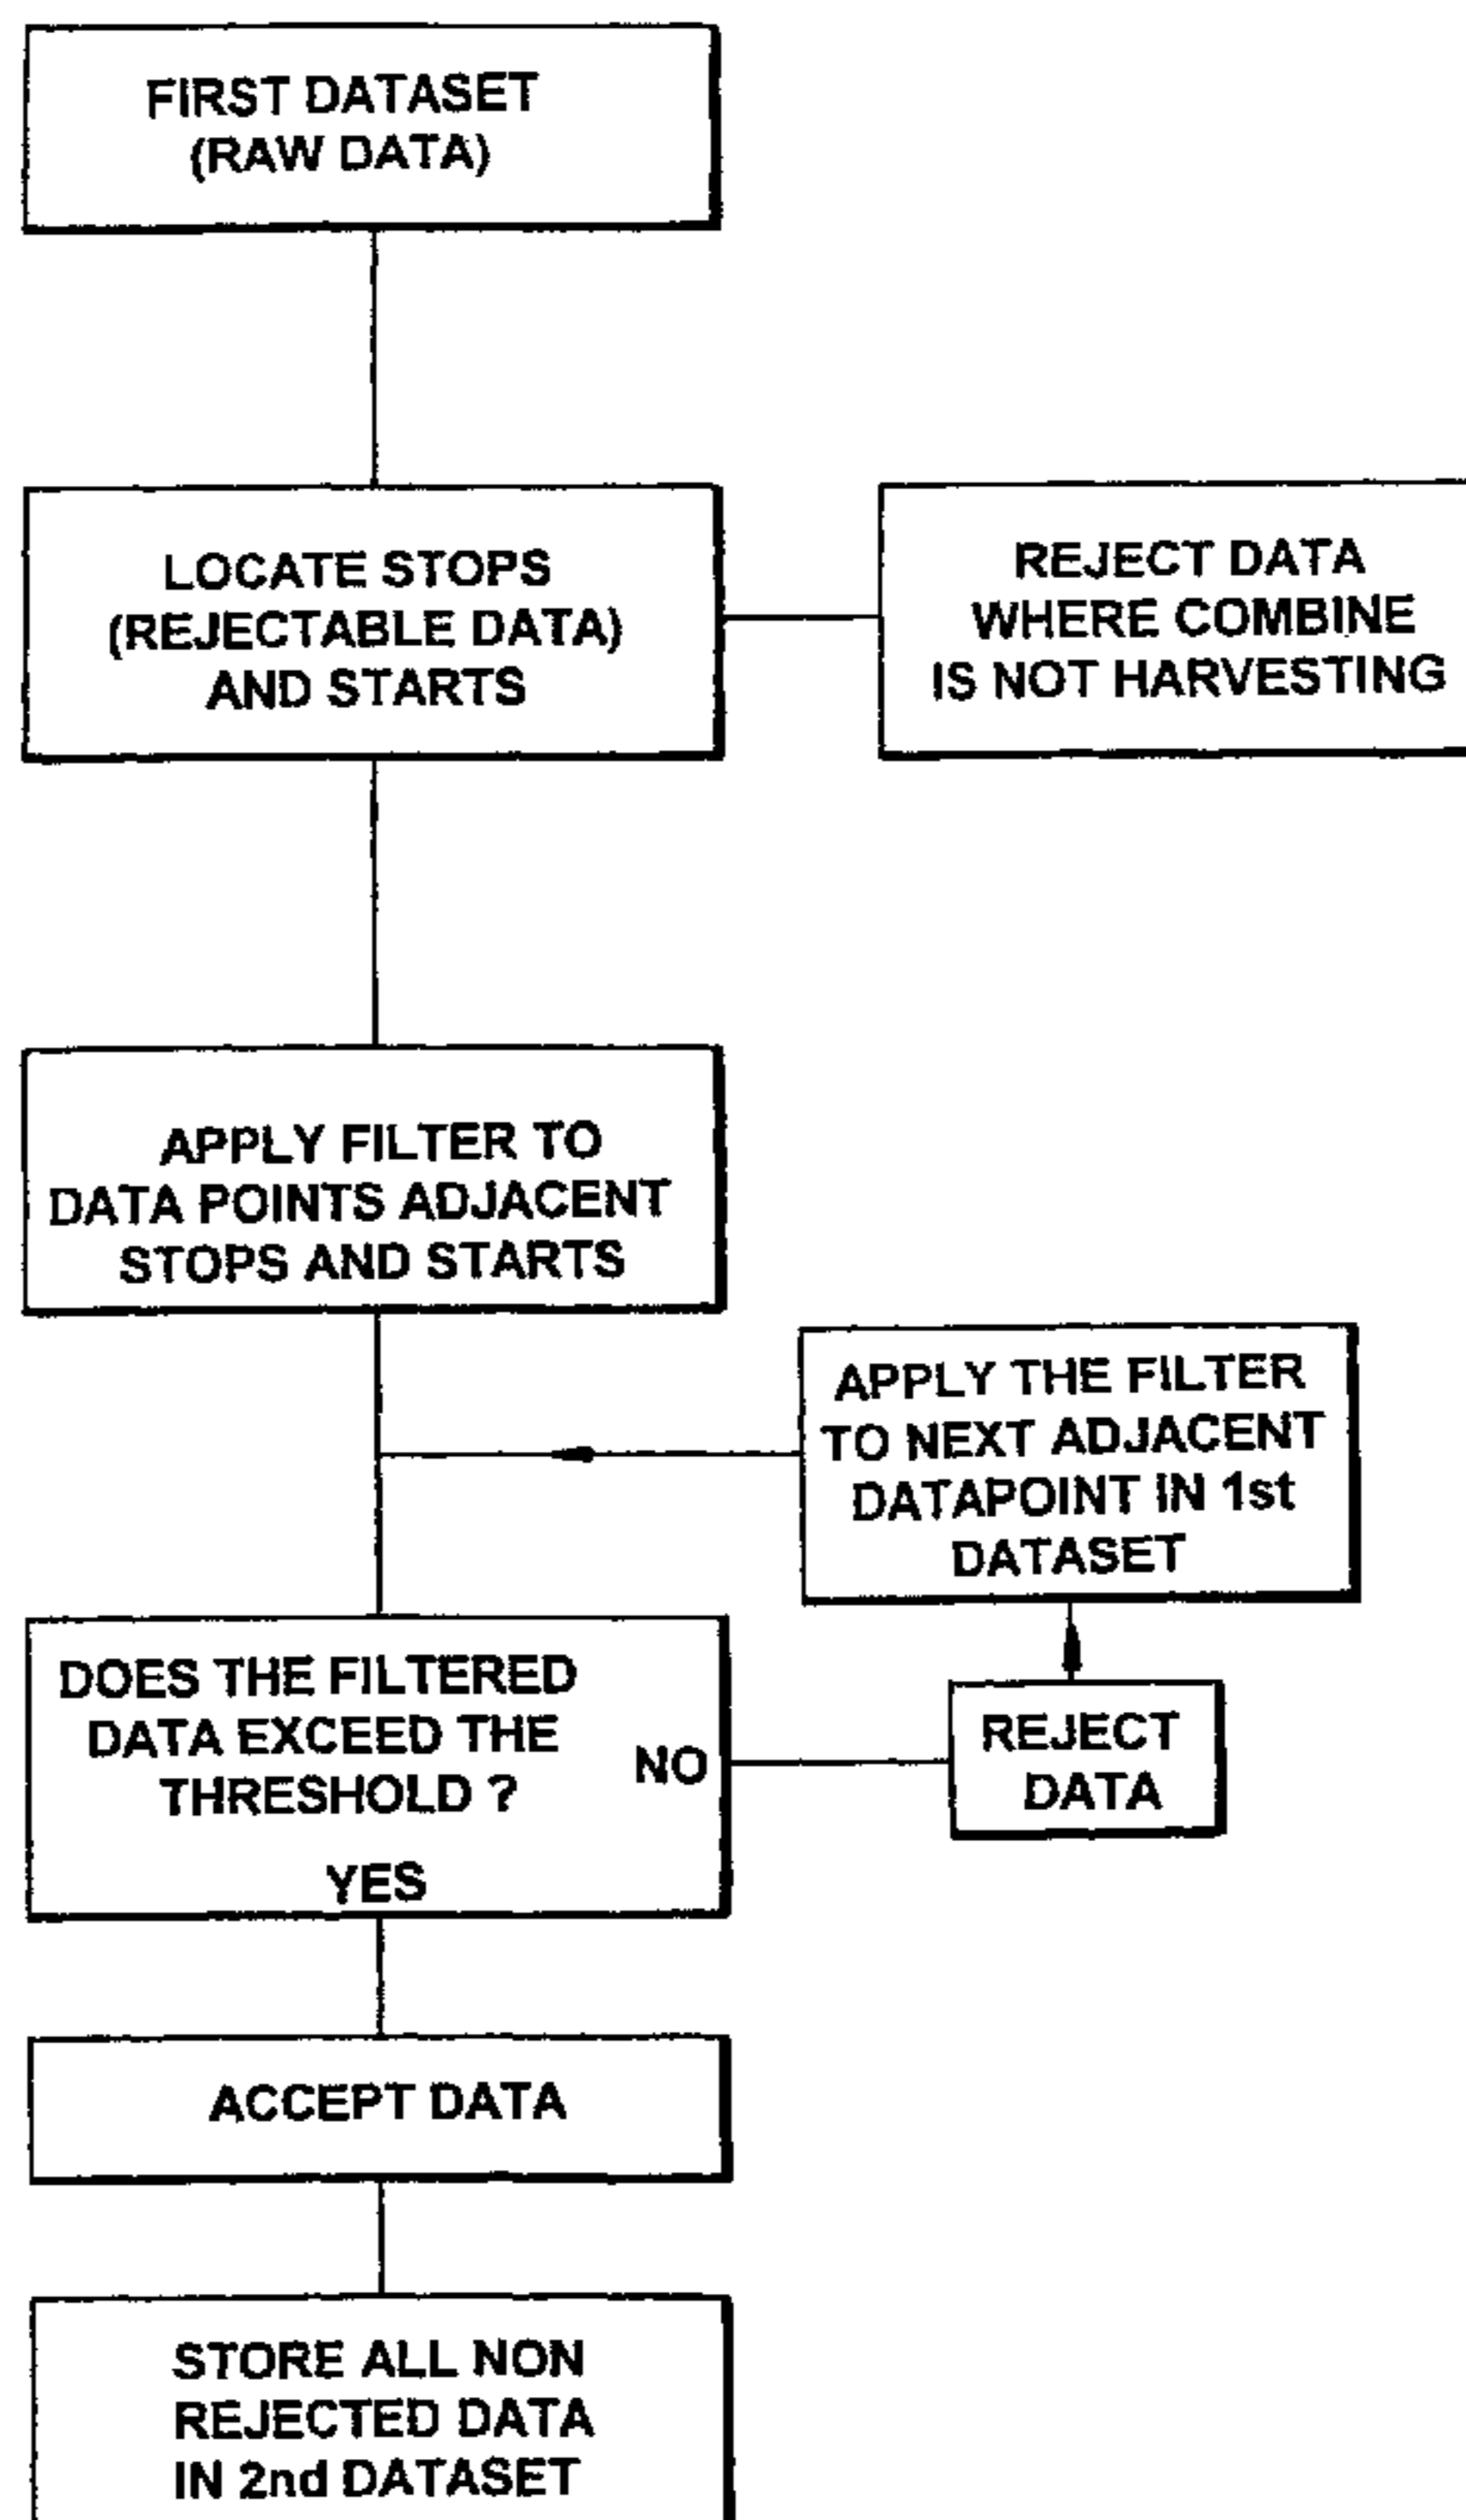 FIRST DATASET
(RAW DATA)
LOCATE STOPS
(REJECTABLE DATA)
AND STARTS
REJECT DATA
WHERE COMBINE
IS NOT HARVESTING
APPLY FILTER TO
DATA POINTS ADJACENT
STOPS AND STARTS
APPLY THE FILTER
TO NEXT ADJACENT
DATAPOINT IN 1st
DATASET
DOES THE FILTERED
DATA EXCEED THE
THRESHOLD ?
NO
YES
REJECT
DATA
ACCEPT DATA
STORE ALL NON
REJECTED DATA
IN 2nd DATASET